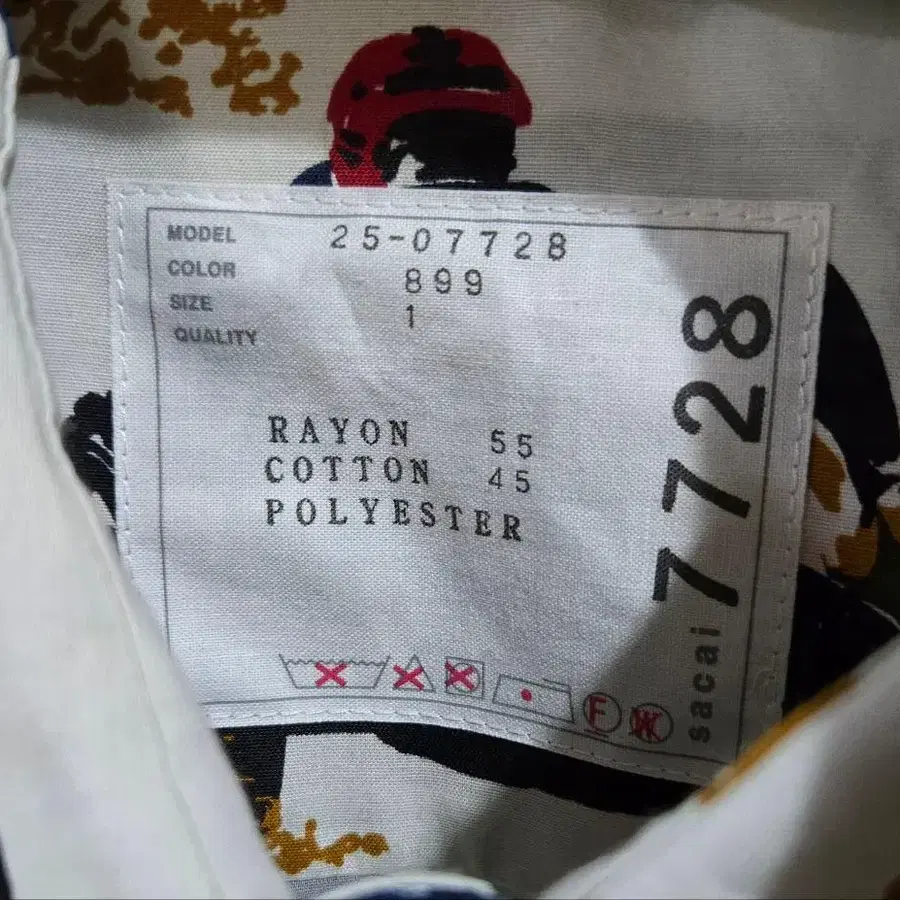 MODEL 25-07728
COLOR 899
SIZE 1
QUALITY
RAYON 55
COTTON 45
POLYESTER
F
W
sacai 7728